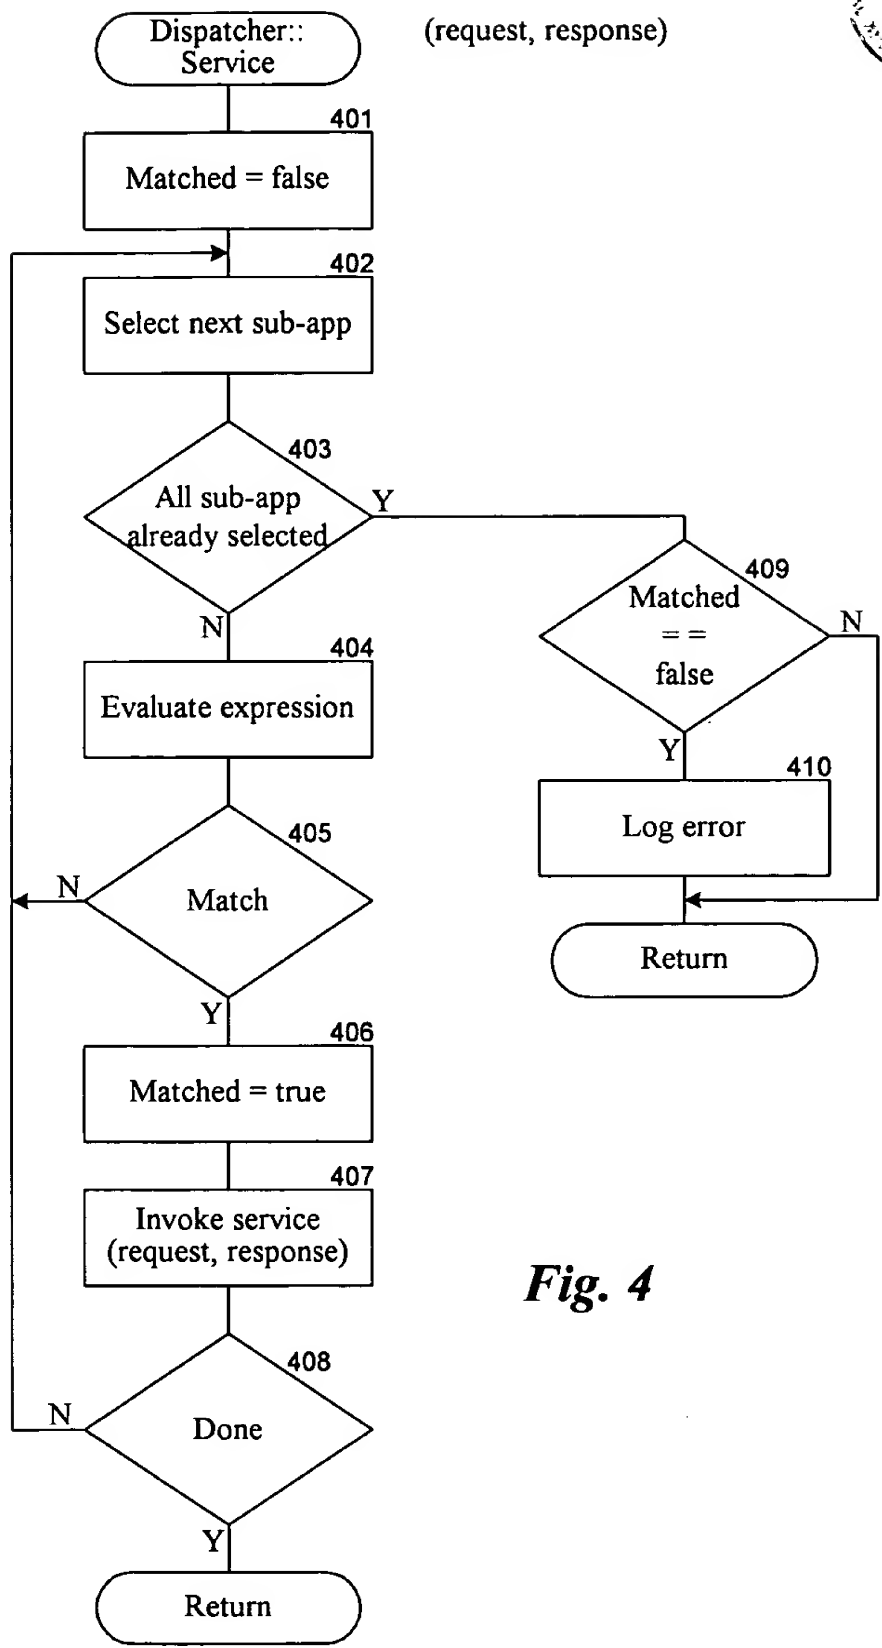 Dispatcher::
Service
(request, response)
401
Matched = false
402
Select next sub-app
403
All sub-app
already selected
Y
N
404
Evaluate expression
405
Match
N
Y
406
Matched = true
407
Invoke service
(request, response)
408
Done
N
Y
Return
409
Matched
= =
false
N
Y
410
Log error
Return
Fig. 4